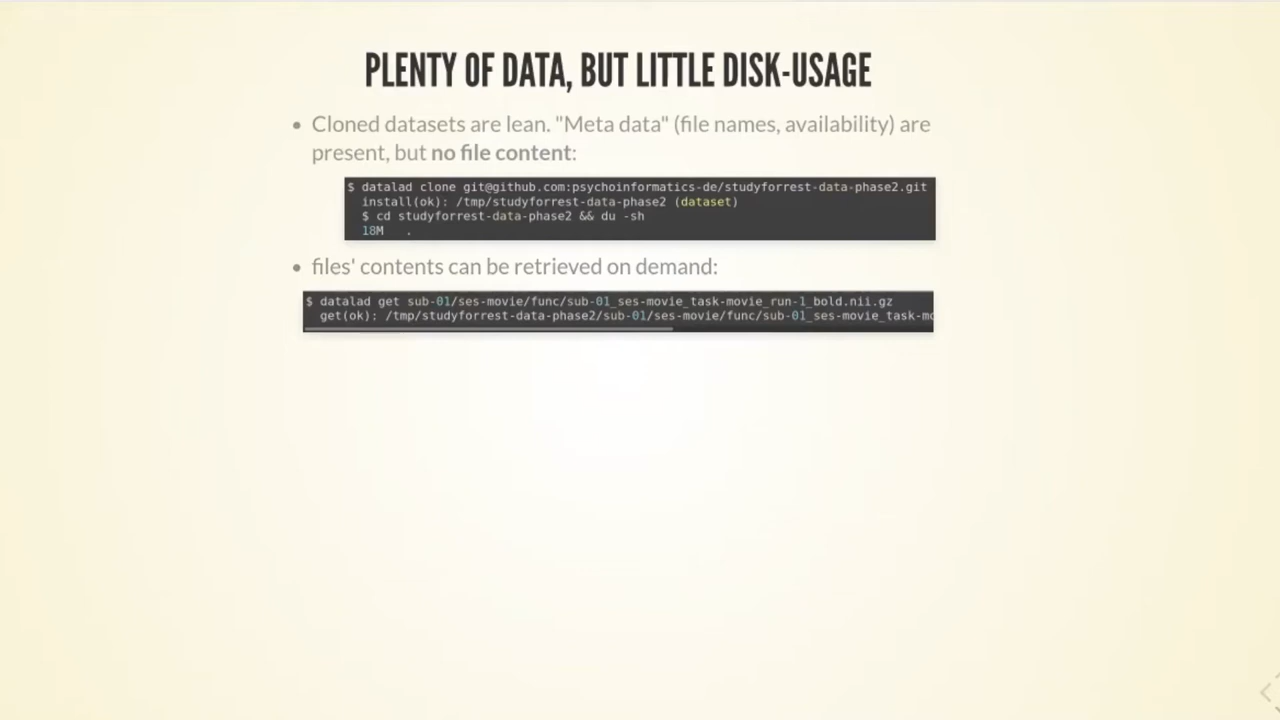 PLENTY OF DATA, BUT LITTLE DISK-USAGE
• Cloned datasets are lean. "Meta data" (file names, availability) are
present, but no file content:
$ datalad clone git@github.com:psychoinformatics-de/studyforrest-data-phase2.git
install(ok): /tmp/studyforrest-data-phase2 (dataset)
$ cd studyforrest-data-phase2 && du -sh
18M .
• files' contents can be retrieved on demand:
$ datalad get sub-01/ses-movie/func/sub-01_ses-movie_task-movie_run-1_bold.nii.gz
get(ok): /tmp/studyforrest-data-phase2/sub-01/ses-movie/func/sub-01_ses-movie_task-mo